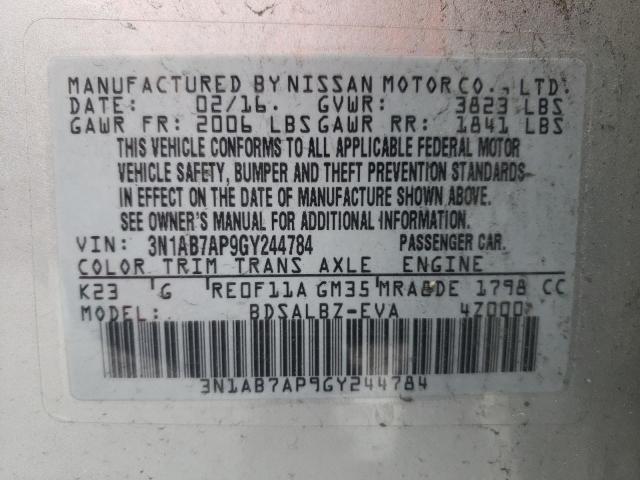 MANUFACTURED BY NISSAN MOTOR CO., LTD.
DATE: 02/16. GVWR: 3823 LBS
GAWR FR: 2006 LBS GAWR RR: 1841 LBS
THIS VEHICLE CONFORMS TO ALL APPLICABLE FEDERAL MOTOR
VEHICLE SAFETY, BUMPER AND THEFT PREVENTION STANDARDS
IN EFFECT ON THE DATE OF MANUFACTURE SHOWN ABOVE.
SEE OWNER'S MANUAL FOR ADDITIONAL INFORMATION.
VIN: 3N1AB7AP9GY244784 PASSENGER CAR.
COLOR TRIM TRANS AXLE ENGINE
K23 G RE0F11A GM35 MRA8DE 1798 CC
MODEL: BDSALBZ-EVA 4Z000
3N1AB7AP9GY244784